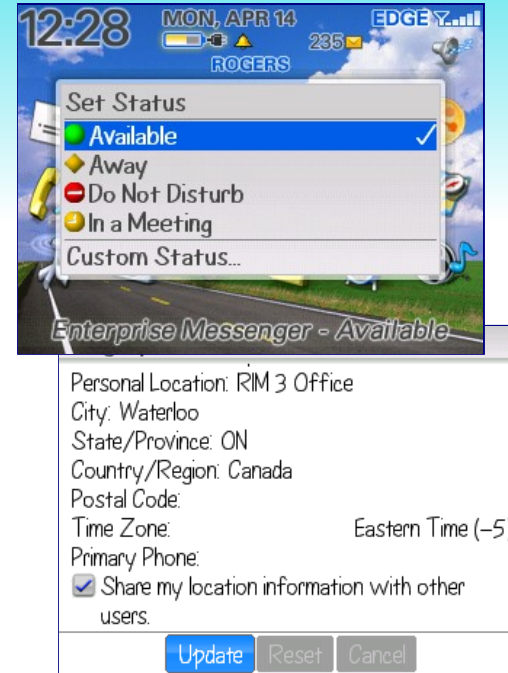 12:28 MON, APR 14 EDGE
235
ROGERS
Set Status
Available
Away
Do Not Disturb
In a Meeting
Custom Status...
Enterprise Messenger - Available
Personal Location: RIM 3 Office
City: Waterloo
State/Province: ON
Country/Region: Canada
Postal Code:
Time Zone: Eastern Time (-5)
Primary Phone:
Share my location information with other
users.
Update Reset Cancel